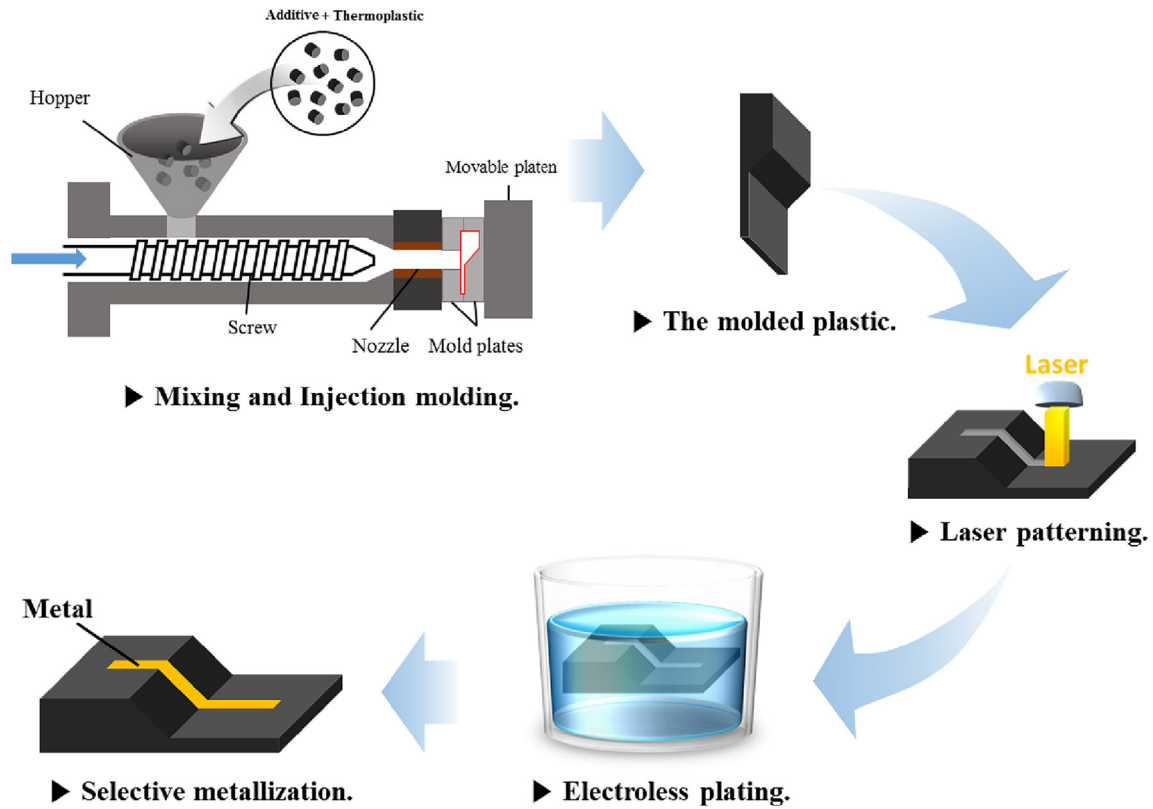 Additive + Thermoplastic
Hopper
Movable platen
Screw
Nozzle
Mold plates
▶ Mixing and Injection molding.
▶ The molded plastic.
Laser
▶ Laser patterning.
Metal
▶ Selective metallization.
▶ Electroless plating.